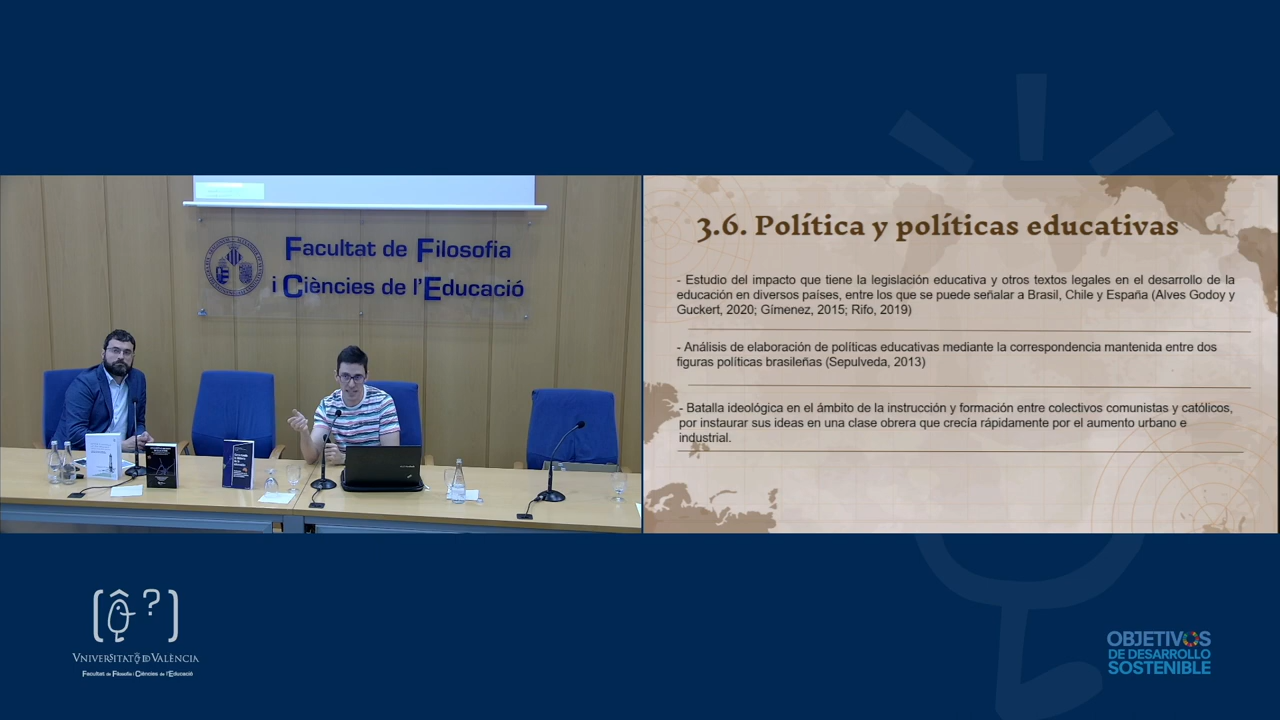 Facultat de Filosofia
i Ciències de l'Educació
3.6. Política y políticas educativas
- Estudio del impacto que tiene la legislación educativa y otros textos legales en el desarrollo de la
educación en diversos países, entre los que se puede señalar a Brasil, Chile y España (Alves Godoy y
Guckert, 2020; Gímenez, 2015; Rifo, 2019)
- Análisis de elaboración de políticas educativas mediante la correspondencia mantenida entre dos
figuras políticas brasileñas (Sepulveda, 2013)
- Batalla ideológica en el ámbito de la instrucción y formación entre colectivos comunistas y católicos,
por instaurar sus ideas en una clase obrera que crecía rápidamente por el aumento urbano e
industrial.
[Ô?]
VNIVERSITATQ̄ DVALÈNCIA
Facultat de Filosofia i Ciències de l'Educació
OBJETIVOS
DE DESARROLLO
SOSTENIBLE